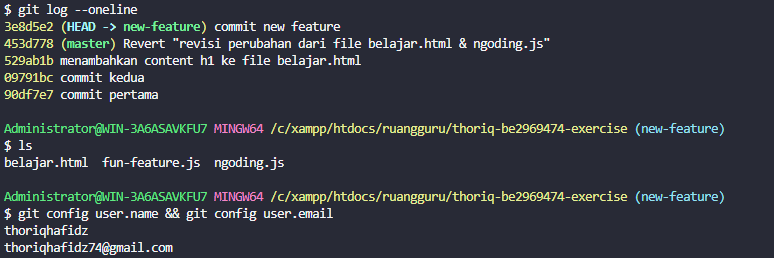 $ git log --oneline
3e8d5e2 (HEAD -> new-feature) commit new feature
453d778 (master) Revert "revisi perubahan dari file belajar.html & ngoding.js"
529ab1b menambahkan content h1 ke file belajar.html
09791bc commit kedua
90df7e7 commit pertama
Administrator@WIN-3A6ASAVKFU7 MINGW64 /c/xampp/htdocs/ruangguru/thoriq-be2969474-exercise (new-feature)
$ ls
belajar.html  fun-feature.js  ngoding.js
Administrator@WIN-3A6ASAVKFU7 MINGW64 /c/xampp/htdocs/ruangguru/thoriq-be2969474-exercise (new-feature)
$ git config user.name && git config user.email
thoriqhafidz
thoriqhafidz74@gmail.com